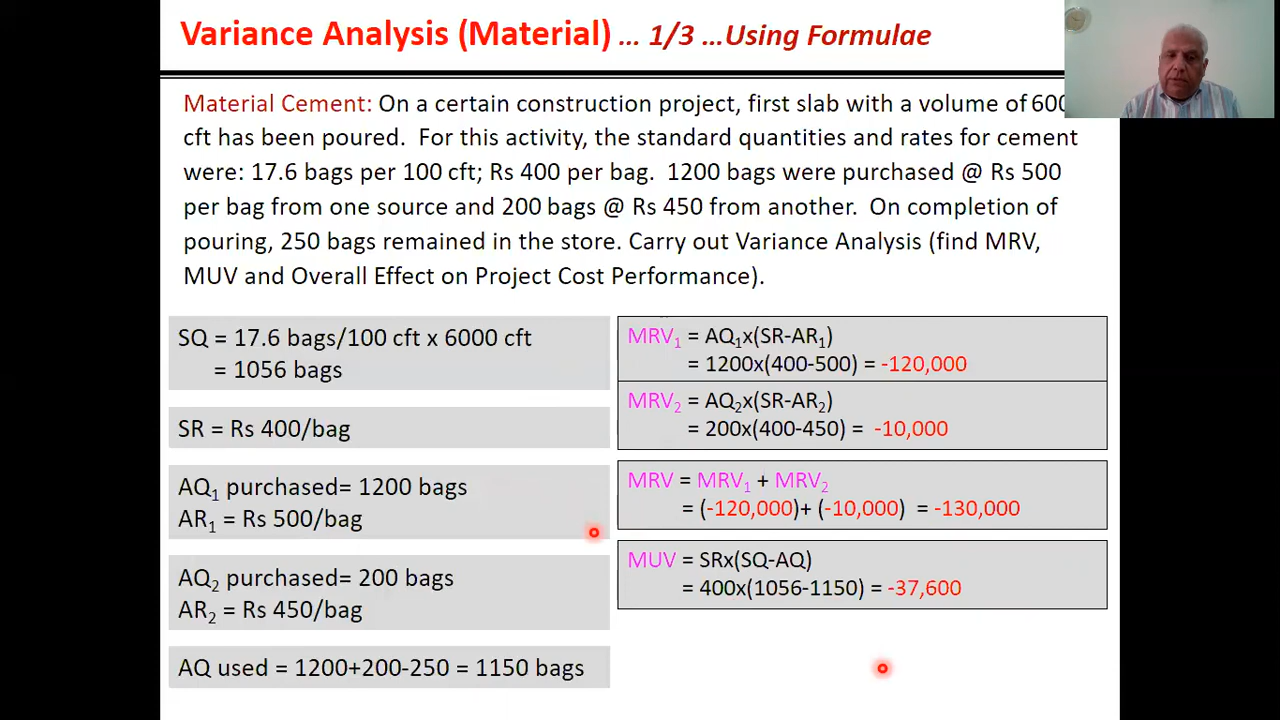 Variance Analysis (Material) ... 1/3 ...Using Formulae
Material Cement: On a certain construction project, first slab with a volume of 600
cft has been poured. For this activity, the standard quantities and rates for cement
were: 17.6 bags per 100 cft; Rs 400 per bag. 1200 bags were purchased @ Rs 500
per bag from one source and 200 bags @ Rs 450 from another. On completion of
pouring, 250 bags remained in the store. Carry out Variance Analysis (find MRV,
MUV and Overall Effect on Project Cost Performance).
SQ = 17.6 bags/100 cft x 6000 cft
= 1056 bags
SR = Rs 400/bag
AQ₁ purchased= 1200 bags
AR₁ = Rs 500/bag
AQ₂ purchased= 200 bags
AR₂ = Rs 450/bag
AQ used = 1200+200-250 = 1150 bags
MRV₁ = AQ₁x(SR-AR₁)
= 1200x(400-500) = -120,000
MRV₂ = AQ₂x(SR-AR₂)
= 200x(400-450) = -10,000
MRV = MRV₁ + MRV₂
= (-120,000)+ (-10,000) = -130,000
MUV = SRx(SQ-AQ)
= 400x(1056-1150) = -37,600